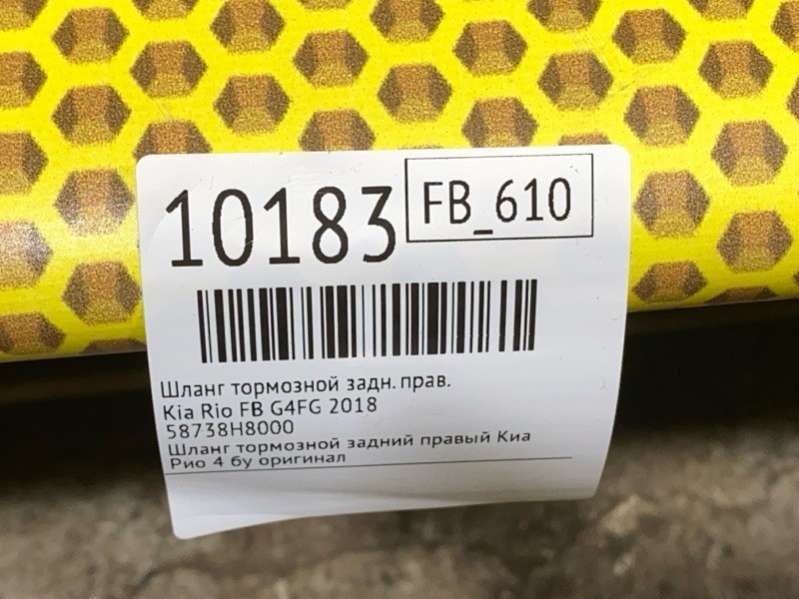 10183
FB_610
Шланг тормозной задн. прав.
Kia Rio FB G4FG 2018
58738H8000
Шланг тормозной задний правый Киа
Рио 4 бу оригинал